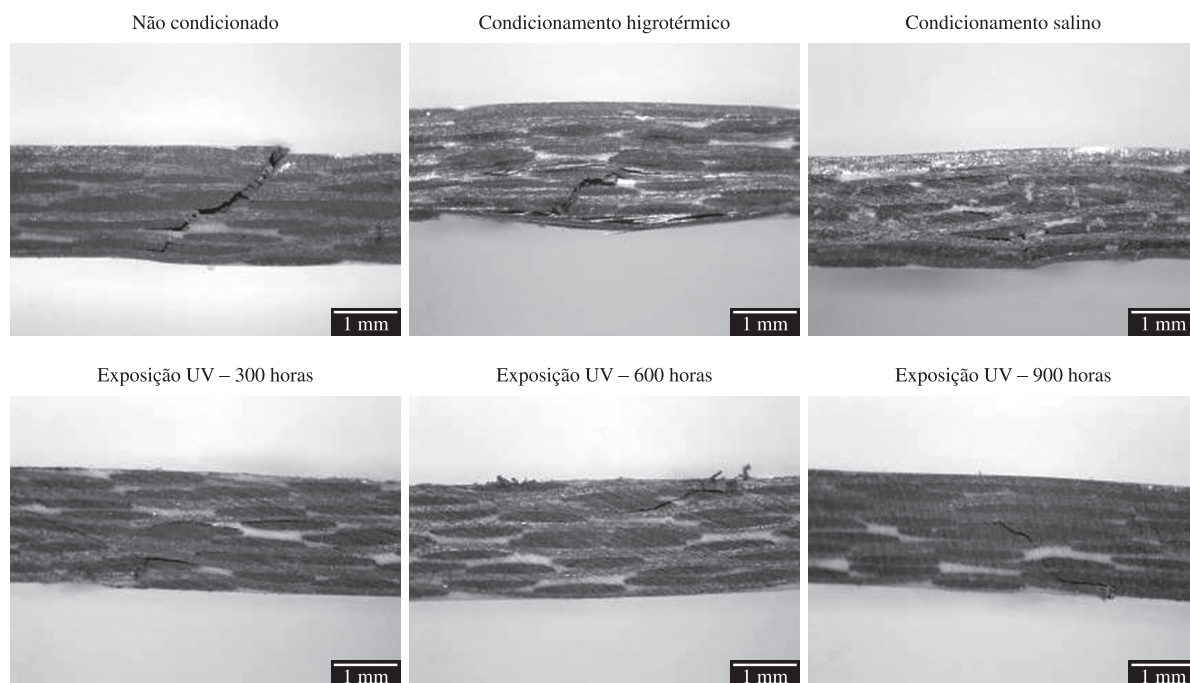 Não condicionado
Condicionamento higrotérmico
Condicionamento salino
1 mm
1 mm
1 mm
Exposição UV – 300 horas
Exposição UV – 600 horas
Exposição UV – 900 horas
1 mm
1 mm
1 mm